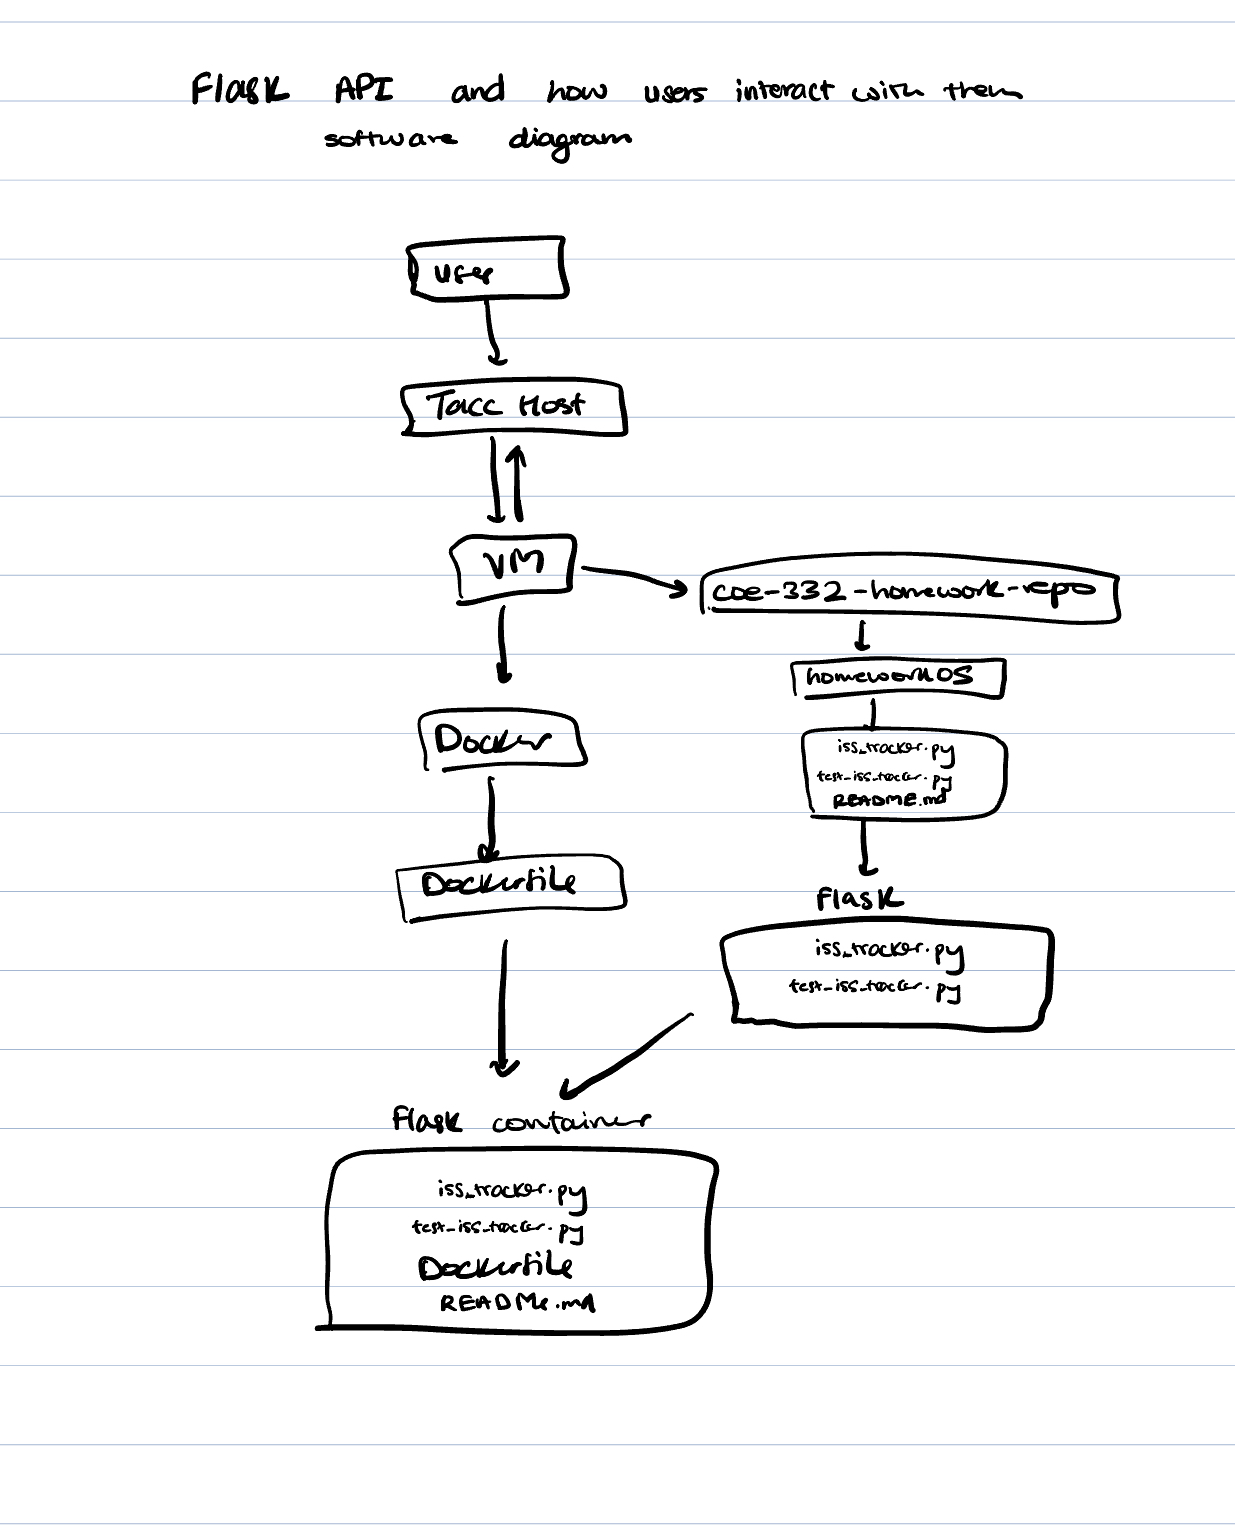 Flask API and how users interact with them
software diagram
user
Tacc Host
VM
coe-332-homework-repo
homework05
iss_tracker.py
test_iss_tracker.py
README.md
Docker
Dockerfile
Flask
iss_tracker.py
test_iss_tracker.py
Flask container
iss_tracker.py
test_iss_tracker.py
Dockerfile
README.md